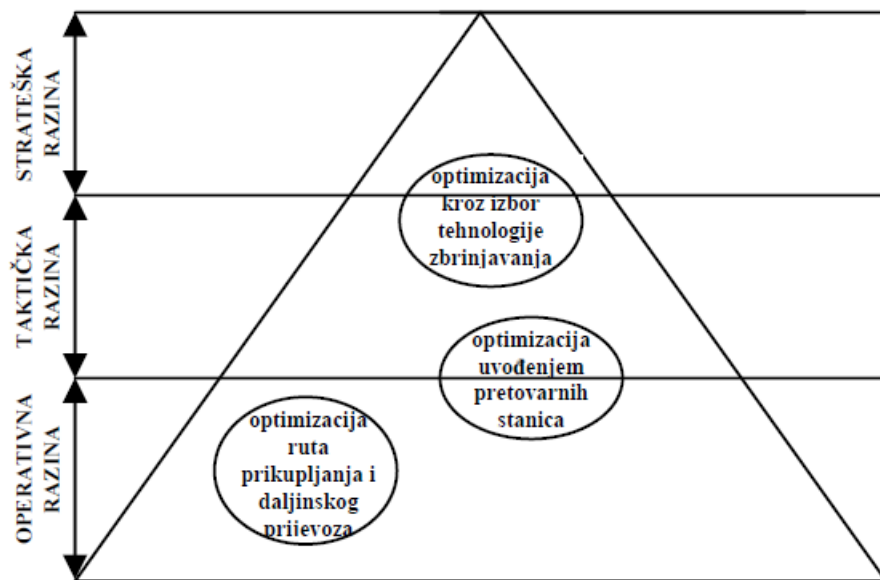 STRATEŠKA
RAZINA
optimizacija
kroz izbor
tehnologije
zbrinjavanja
TAKTIČKA
RAZINA
optimizacija
uvođenjem
pretovarnih
stanica
OPERATIVNA
RAZINA
optimizacija
ruta
prikupljanja i
daljinskog
prijevoza